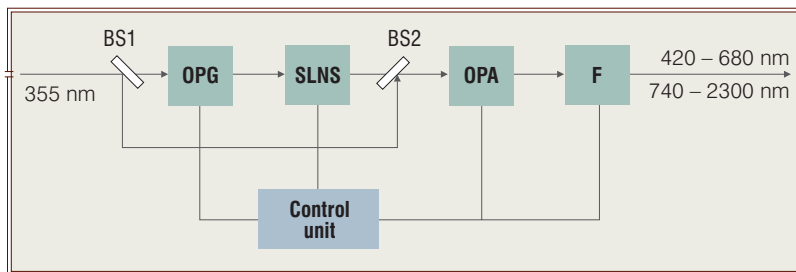 BS1
BS2
OPG
SLNS
OPA
F
420 – 680 nm
740 – 2300 nm
355 nm
Control
unit